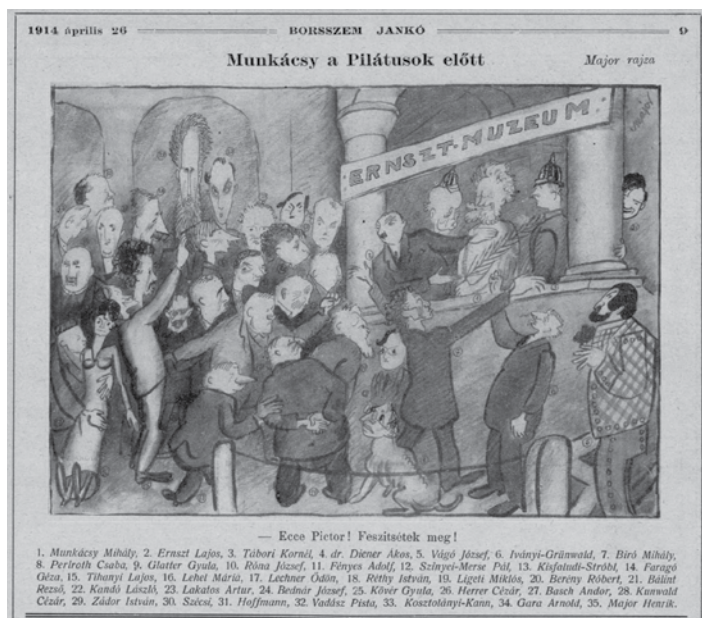 1914 április 26 BORSSZEM JANKÓ 9
Munkácsy a Pilátusok előtt Major rajza
ERNSZT-MUZEUM
— Ecce Pictor! Feszitsétek meg!
1, Munkácsy Mihály, 2. Ernszt Lajos, 3. Tábori Kornél, 4. dr. Diener Ákos, 5. Vágó József, 6. Iványi-Grünwald, 7. Biró Mihály,
8. Perlroth Csaba, 9. Glatter Gyula, 10. Róna József, 11. Fényes Adolf, 12. Szinyei-Merse Pál, 13. Kisfaludi-Stróbl, 14. Faragó
Géza, 15. Tihanyi Lajos, 16. Lehel Mária, 17. Lechner Ödön, 18. Réthy István, 19. Ligeti Miklós, 20. Berény Róbert, 21. Bálint
Rezső, 22. Kandó László, 23. Lakatos Artur, 24. Bednár József, 25. Kövér Gyula, 26. Herrer Cézár, 27. Basch Andor, 28. Kunwald
Cézár, 29. Zádor István, 30. Szécsi, 31. Hoffmann, 32. Vadász Pista, 33. Kosztolányi-Kann, 34. Gara Arnold, 35. Major Henrik.